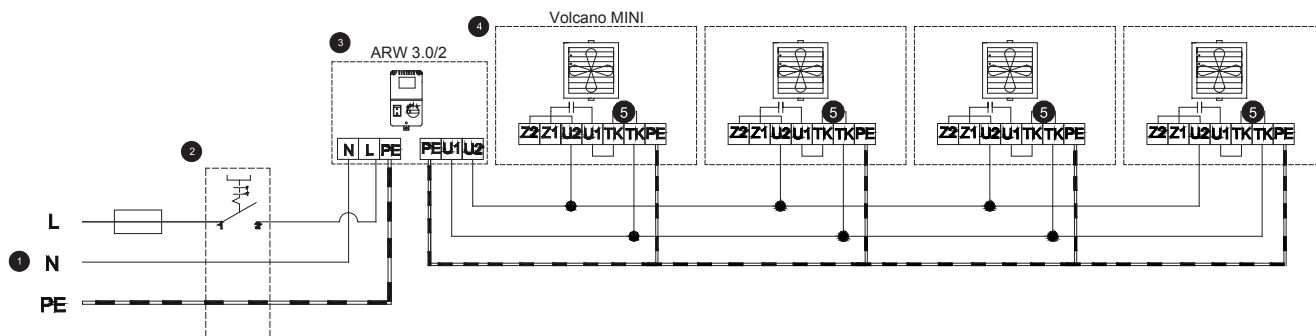 4 Volcano MINI
3 ARW 3.0/2
5 5 5 5
Z2 Z1 U2 U1 TK TK PE
Z2 Z1 U2 U1 TK TK PE
Z2 Z1 U2 U1 TK TK PE
Z2 Z1 U2 U1 TK TK PE
N L PE
PE U1 U2
2
L
1 2
1 N
PE